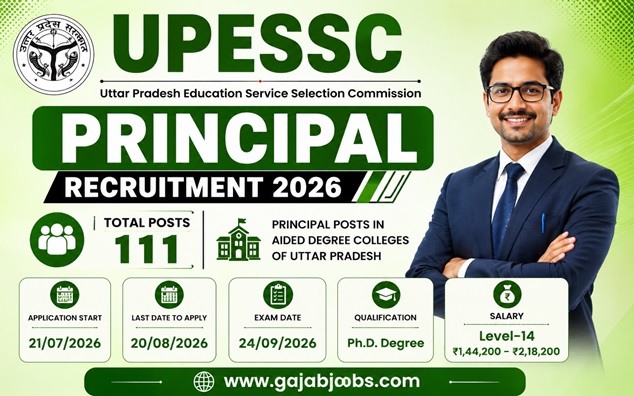 उत्तर प्रदेश सरकार
UPESSC
Uttar Pradesh Education Service Selection Commission
PRINCIPAL
RECRUITMENT 2026
TOTAL POSTS
111
PRINCIPAL POSTS IN
AIDED DEGREE COLLEGES
OF UTTAR PRADESH
APPLICATION START
21/07/2026
LAST DATE TO APPLY
20/08/2026
EXAM DATE
24/09/2026
QUALIFICATION
Ph.D. Degree
SALARY
Level-14
₹1,44,200 - ₹2,18,200
www.gajabjobs.com